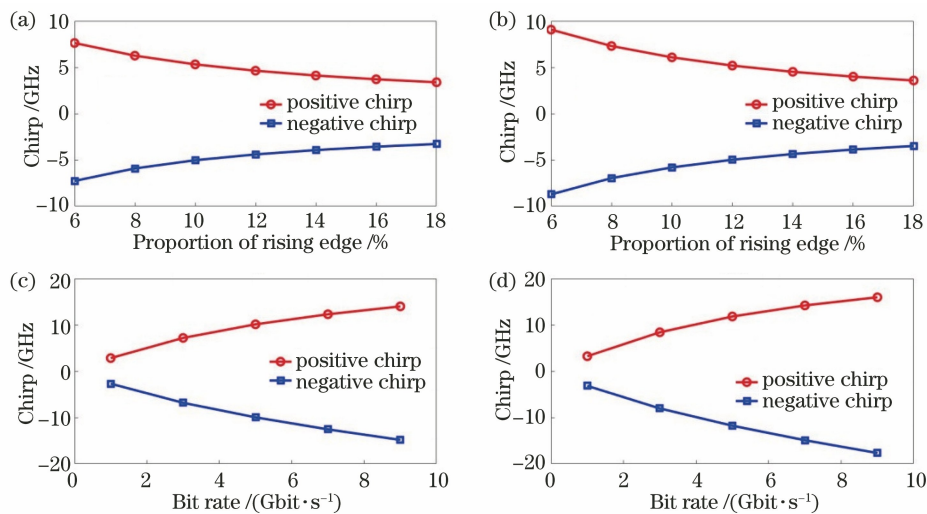 (a)
10
5
0
−5
−10
Chirp /GHz
positive chirp
negative chirp
6 8 10 12 14 16 18
Proportion of rising edge /%
(b)
10
5
0
−5
−10
Chirp /GHz
positive chirp
negative chirp
6 8 10 12 14 16 18
Proportion of rising edge /%
(c)
20
10
0
−10
−20
Chirp /GHz
positive chirp
negative chirp
0 2 4 6 8 10
Bit rate /(Gbit·s⁻¹)
(d)
20
10
0
−10
−20
Chirp /GHz
positive chirp
negative chirp
0 2 4 6 8 10
Bit rate /(Gbit·s⁻¹)